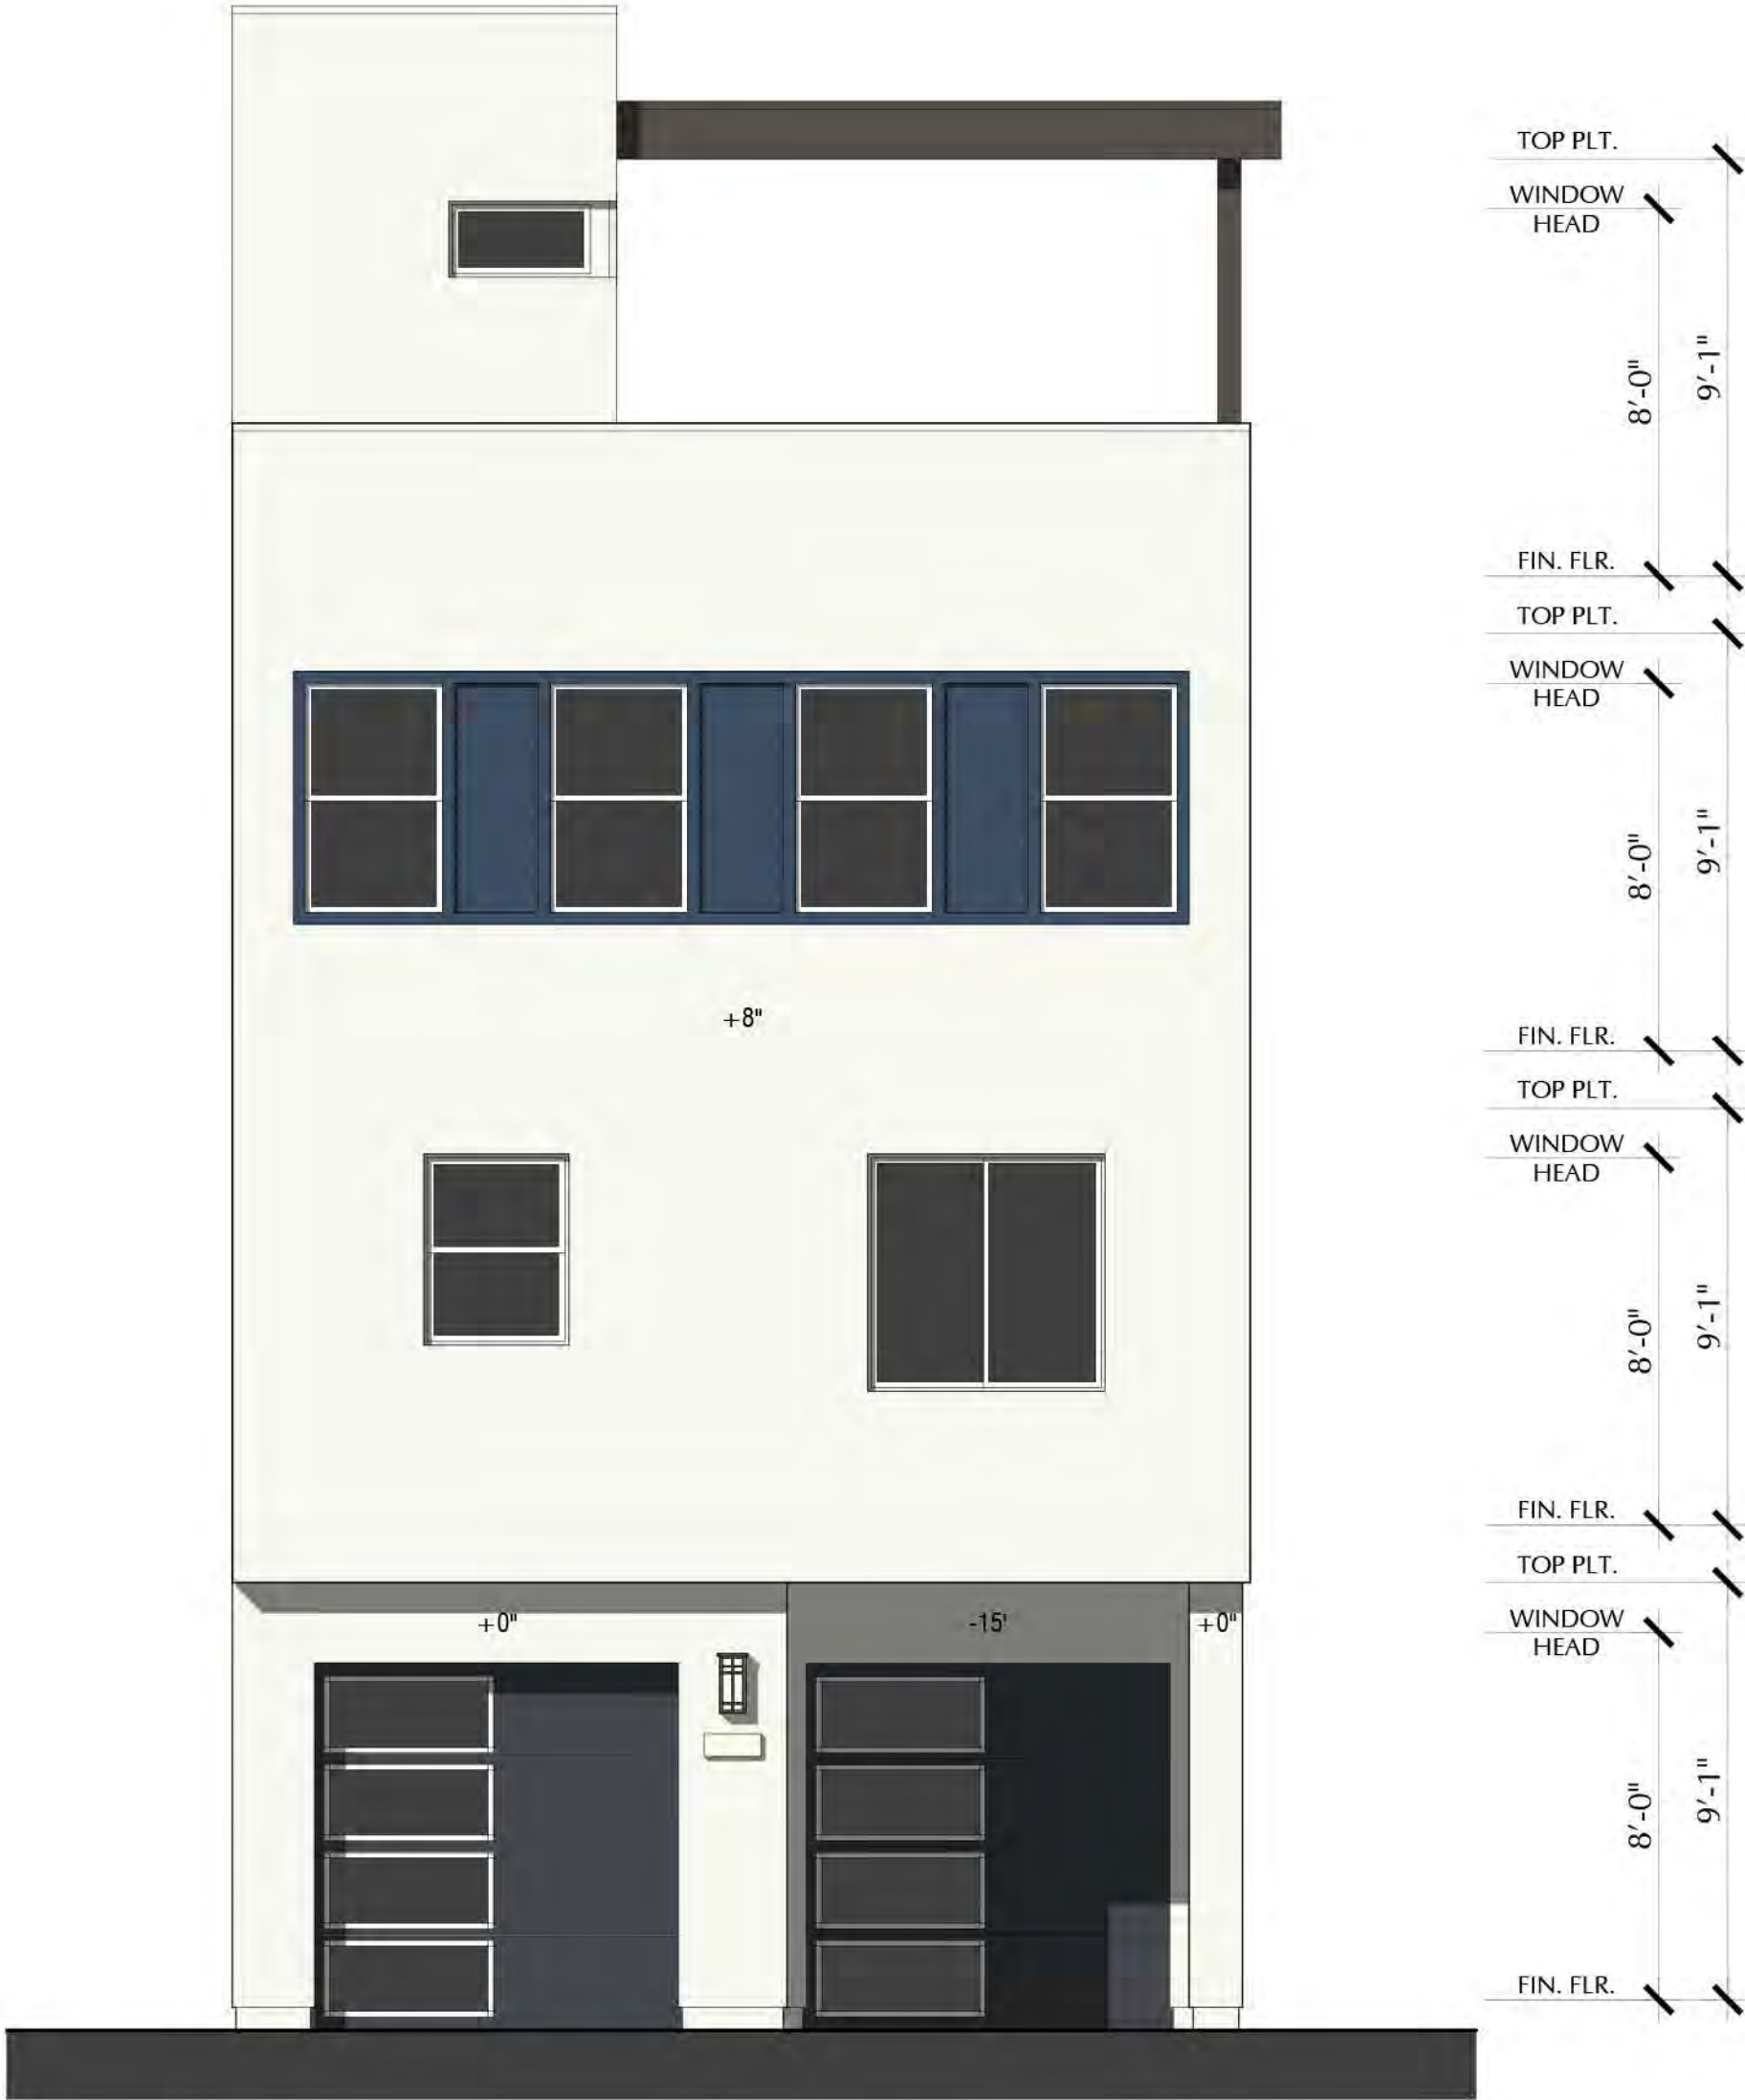 TOP PLT.
WINDOW
HEAD
8'-0"
9'-1"
FIN. FLR.
TOP PLT.
WINDOW
HEAD
8'-0"
9'-1"
+8"
FIN. FLR.
TOP PLT.
WINDOW
HEAD
8'-0"
9'-1"
FIN. FLR.
TOP PLT.
+0"
-15'
+0"
WINDOW
HEAD
8'-0"
9'-1"
FIN. FLR.